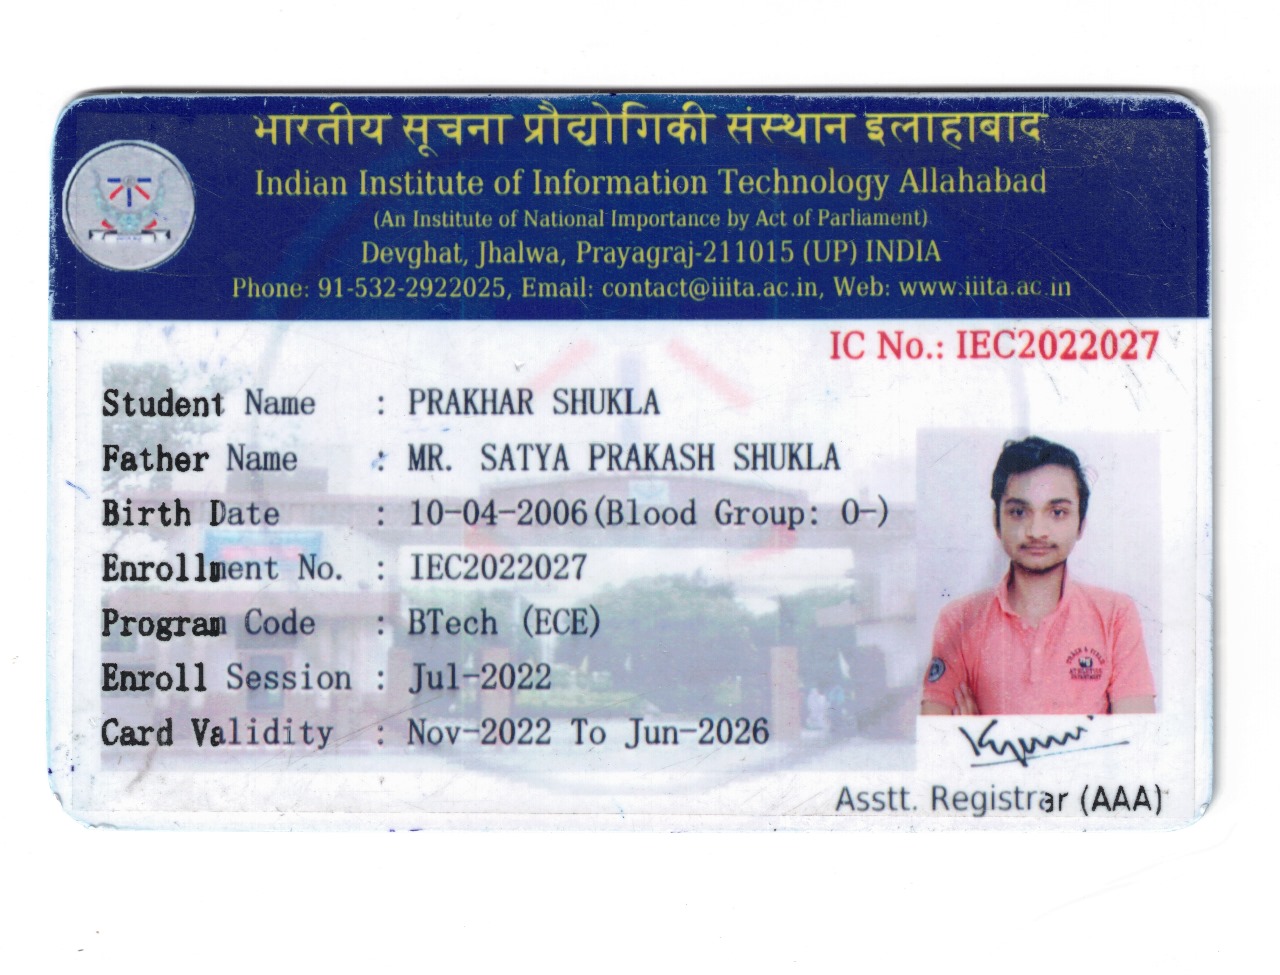 भारतीय सूचना प्रौद्योगिकी संस्थान इलाहाबाद
Indian Institute of Information Technology Allahabad
(An Institute of National Importance by Act of Parliament)
Devghat, Jhalwa, Prayagraj-211015 (UP) INDIA
Phone: 91-532-2922025, Email: contact@iiita.ac.in, Web: www.iiita.ac.in
IC No.: IEC2022027
Student Name : PRAKHAR SHUKLA
Father Name : MR. SATYA PRAKASH SHUKLA
Birth Date : 10-04-2006(Blood Group: O-)
Enrollment No. : IEC2022027
Program Code : BTech (ECE)
Enroll Session : Jul-2022
Card Validity : Nov-2022 To Jun-2026
TRACK & FIELD
ATHLETICS
DEPARTMENT
Asstt. Registrar (AAA)